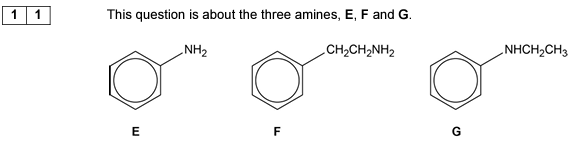 1 1 This question is about the three amines, E, F and G.
NH₂ CH₂CH₂NH₂ NHCH₂CH₃
E F G